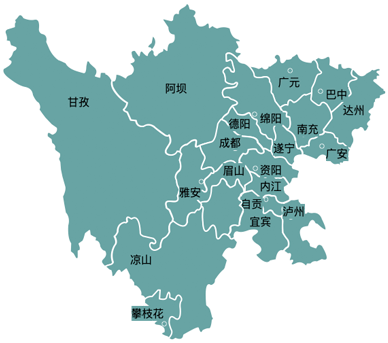 广元
巴中
阿坝
甘孜
达州
绵阳
德阳
南充
成都
遂宁
广安
眉山
资阳
内江
雅安
自贡
泸州
宜宾
凉山
攀枝花